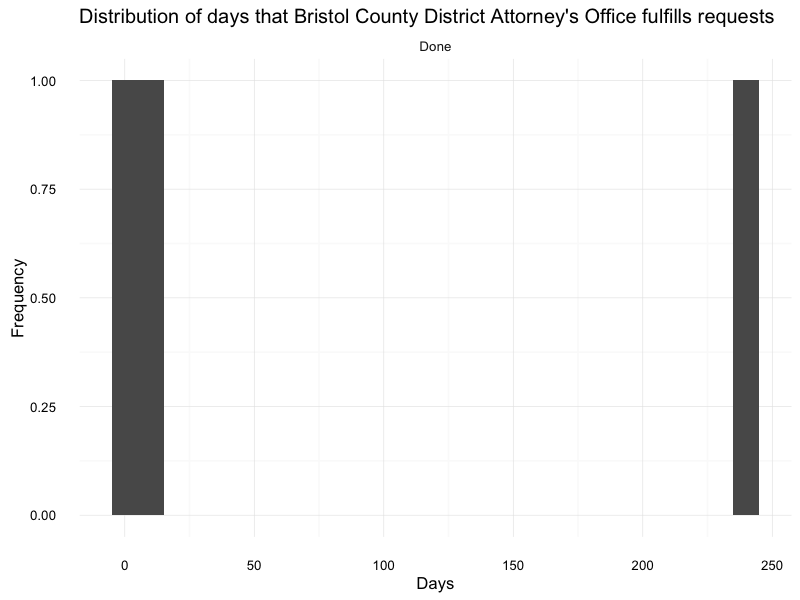 Distribution of days that Bristol County District Attorney's Office fulfills requests
Done
1.00
0.75
0.50
0.25
0.00
Frequency
0 50 100 150 200 250
Days